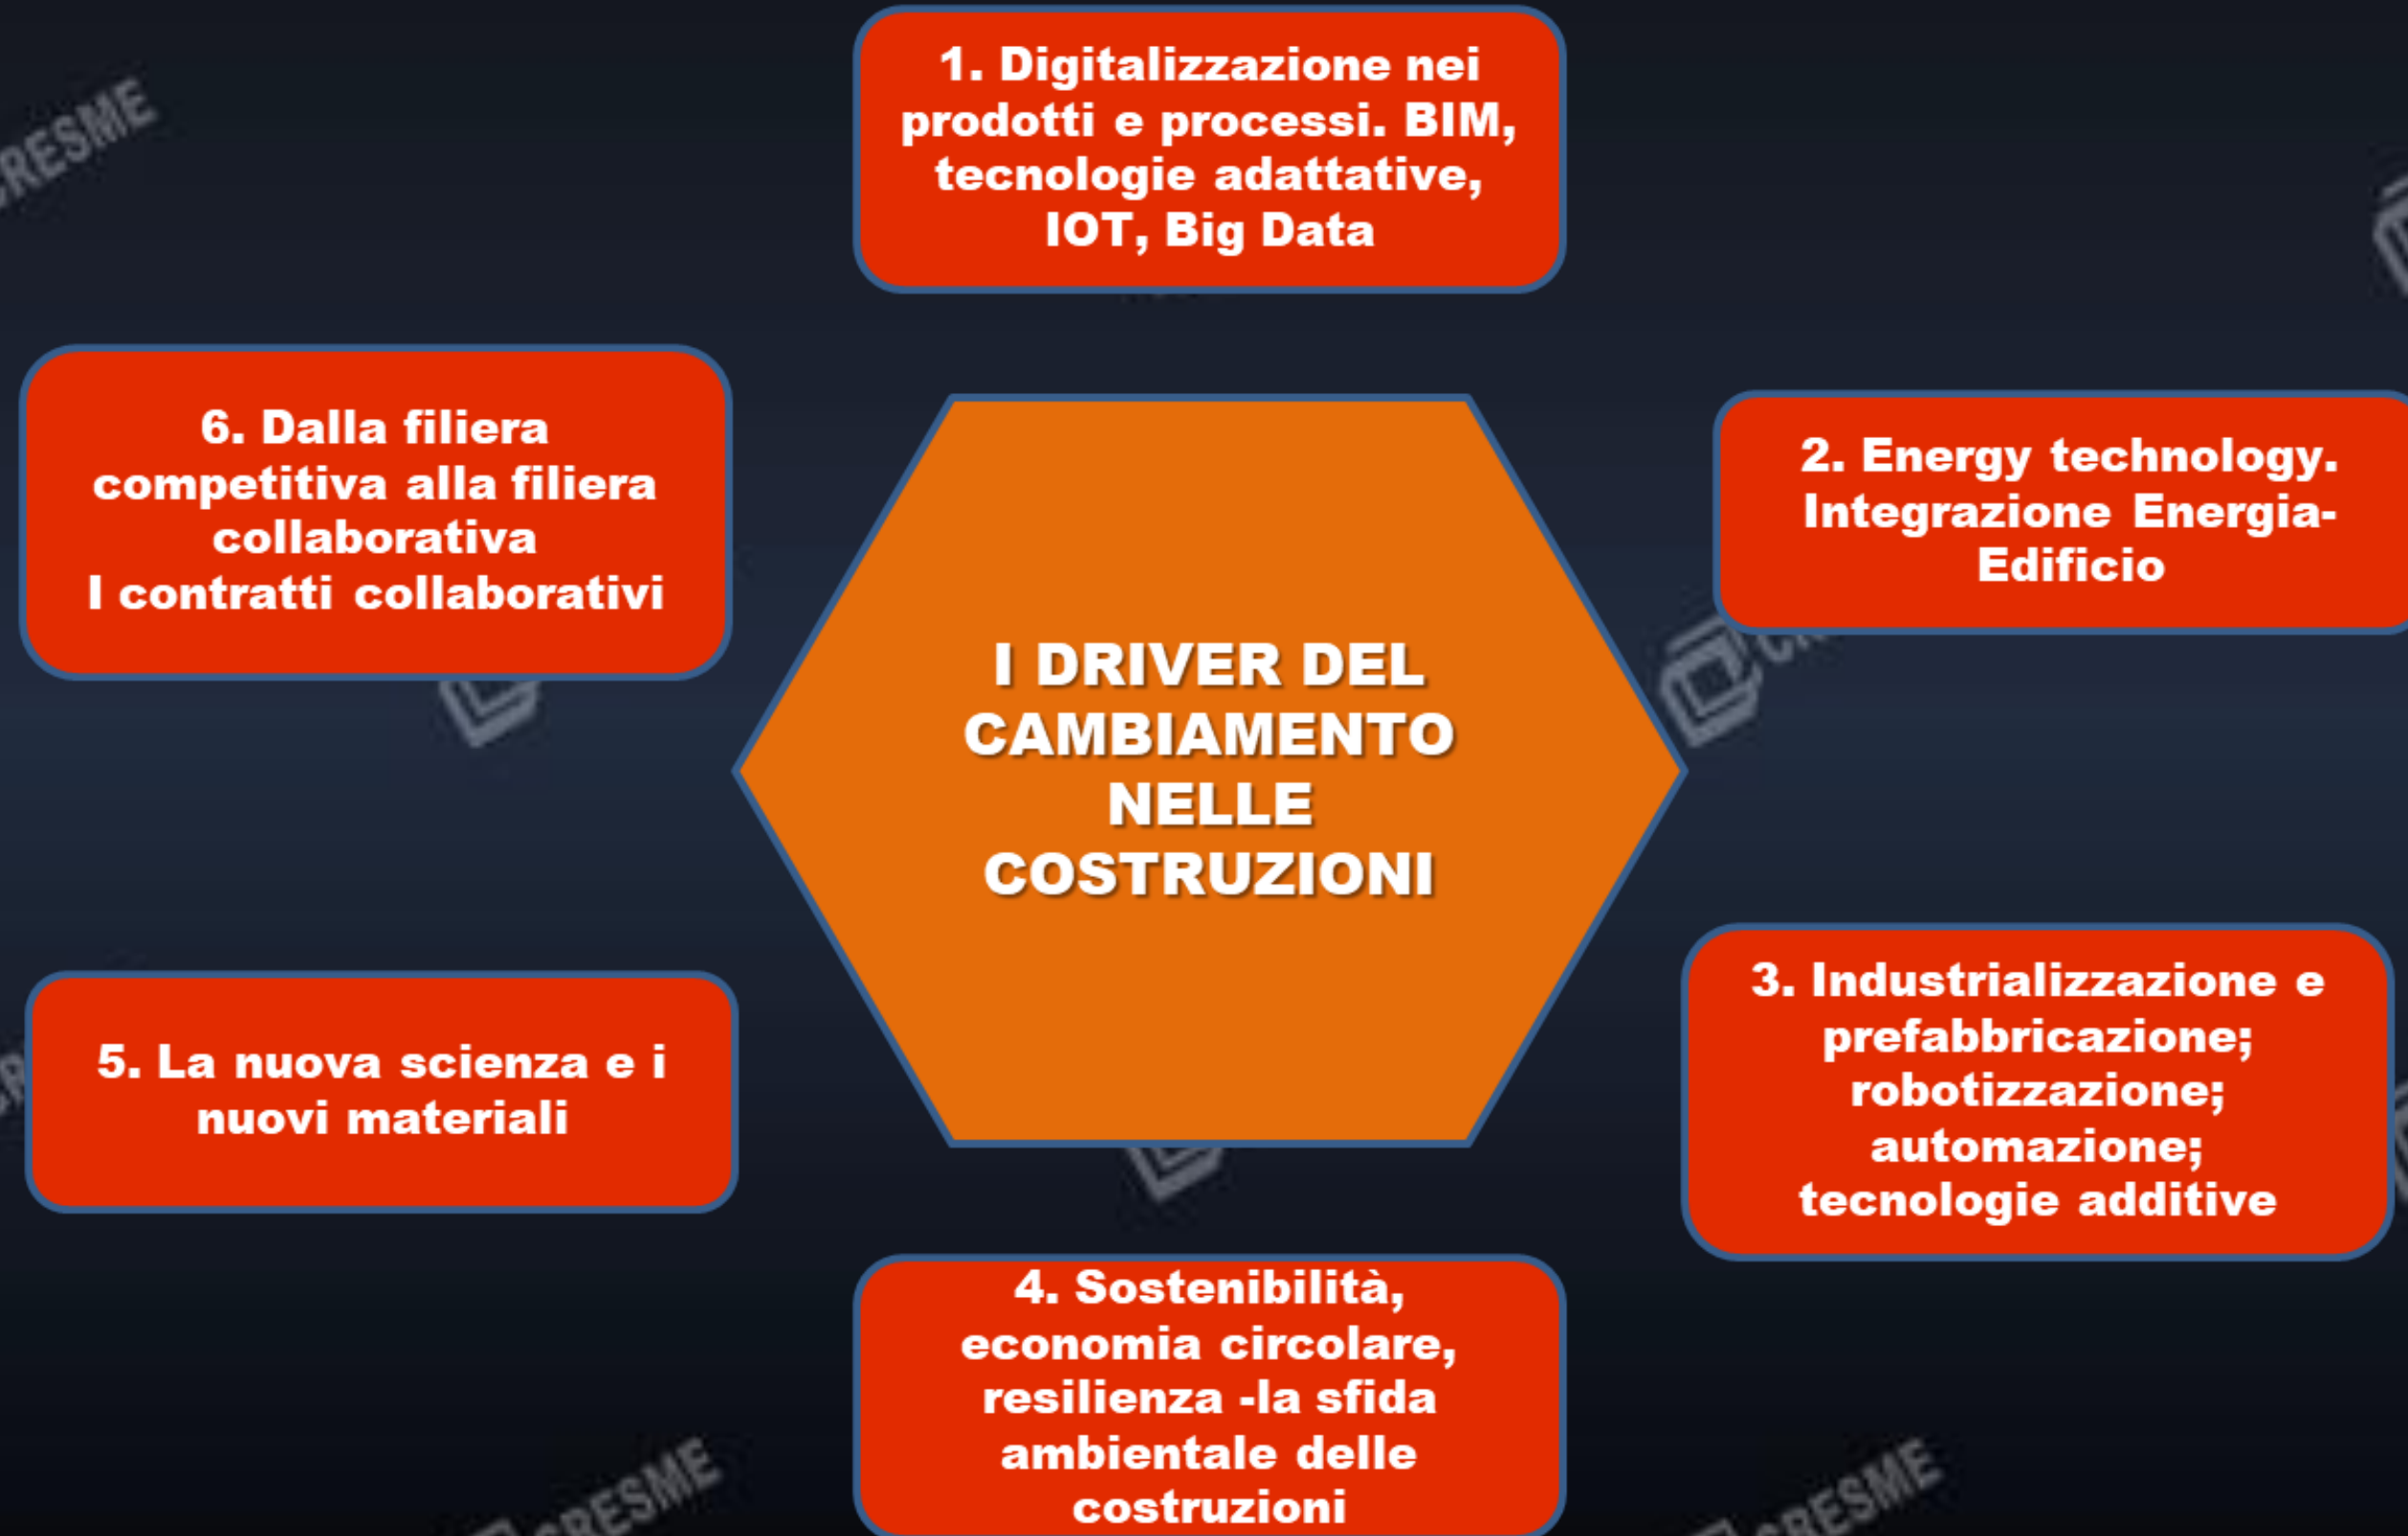 1. Digitalizzazione nei
prodotti e processi. BIM,
tecnologie adattative,
IOT, Big Data
6. Dalla filiera
competitiva alla filiera
collaborativa
I contratti collaborativi
2. Energy technology.
Integrazione Energia-
Edificio
I DRIVER DEL
CAMBIAMENTO
NELLE
COSTRUZIONI
3. Industrializzazione e
prefabbricazione;
robotizzazione;
automazione;
tecnologie additive
5. La nuova scienza e i
nuovi materiali
4. Sostenibilità,
economia circolare,
resilienza -la sfida
ambientale delle
costruzioni
CRESME
CRESME
CRESME